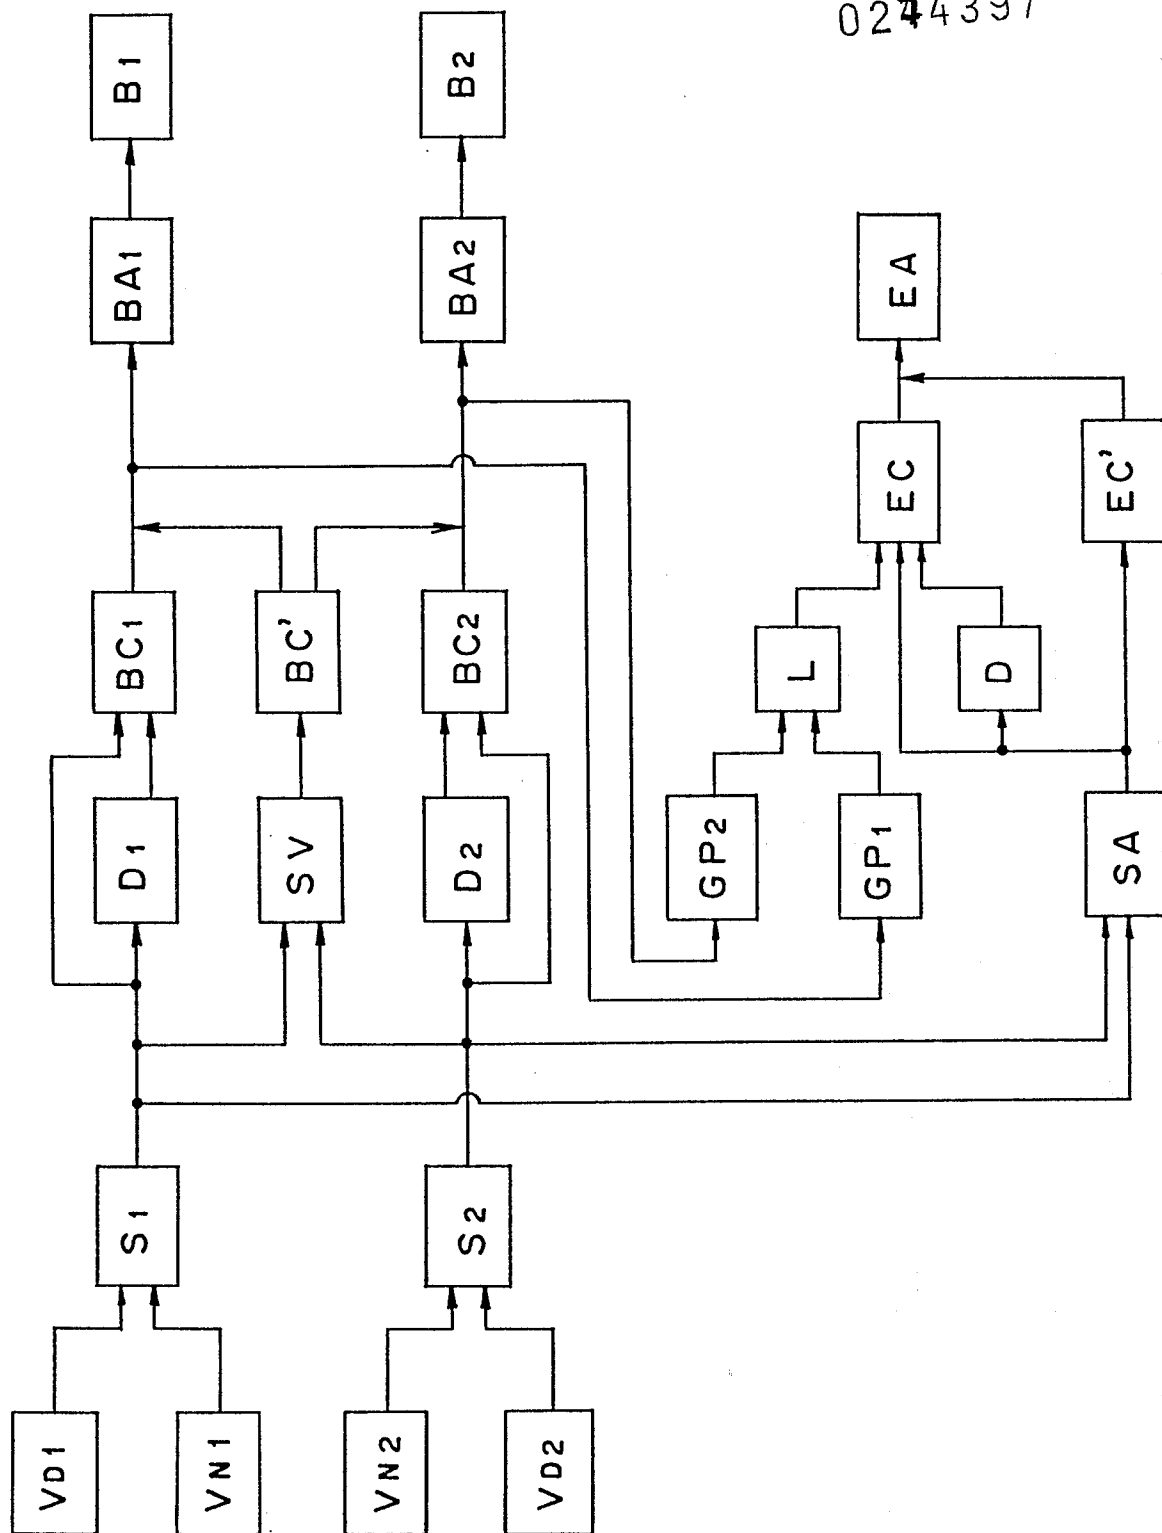 0244397
B1
B2
BA1
BA2
EA
BC1
BC'
BC2
EC
EC'
L
D
D1
SV
D2
GP2
GP1
SA
S1
S2
VD1
VN1
VN2
VD2